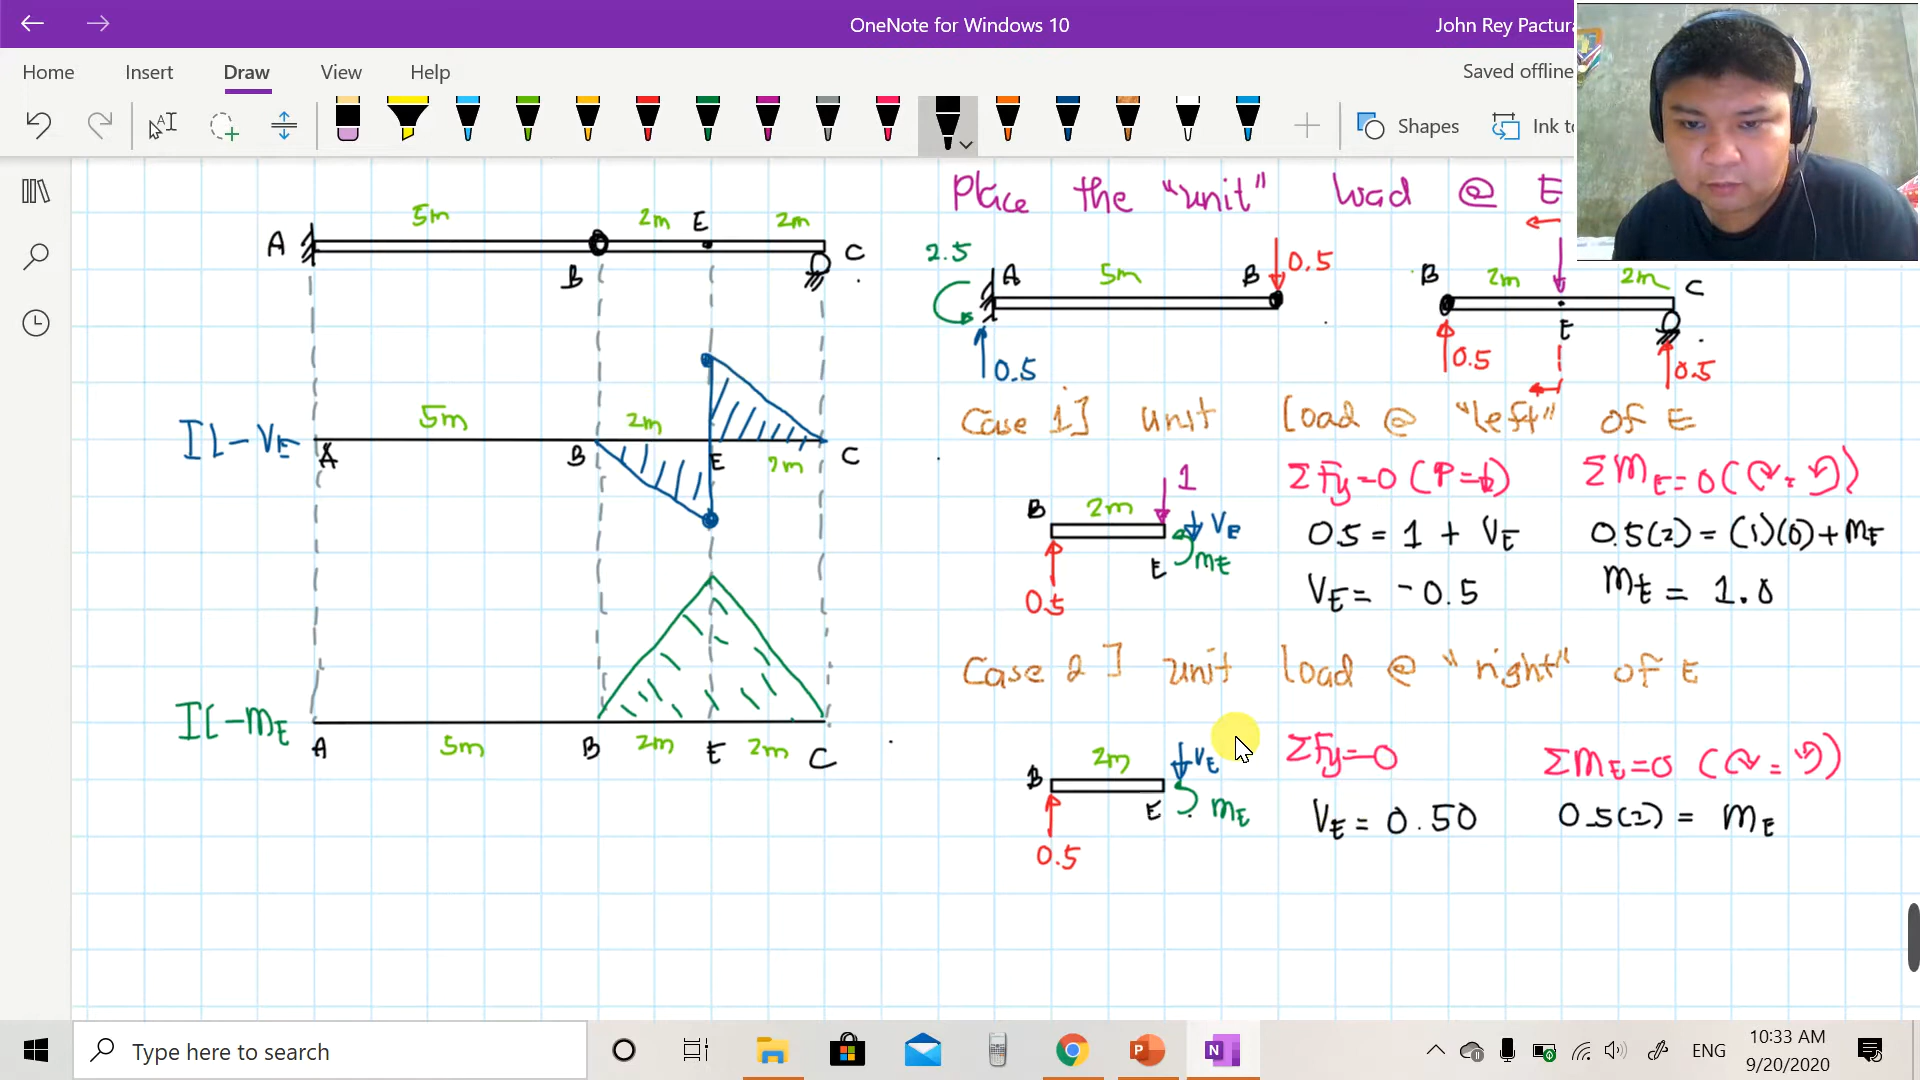 OneNote for Windows 10
John Rey Pactura
Home Insert Draw View Help
Saved offline
Shapes
Ink to
Place the "unit" load @ E
A 5m B 2m E 2m C
2.5 A 5m B 0.5
0.5
B 2m E 2m C
0.5 0.5
IL-VE A 5m B 2m E 2m C
IL-ME A 5m B 2m E 2m C
Case 1] unit load @ "left" of E
B 2m 1 VE
E ME
0.5
ΣFy=0 (↑=↓)
0.5 = 1 + VE
VE = -0.5
ΣME=0 (↷=↶)
0.5(2) = (1)(0)+ME
ME = 1.0
Case 2] unit load @ "right" of E
B 2m VE
E ME
0.5
ΣFy=0
VE = 0.50
ΣME=0 (↷=↶)
0.5(2) = ME
Type here to search
ENG
10:33 AM
9/20/2020